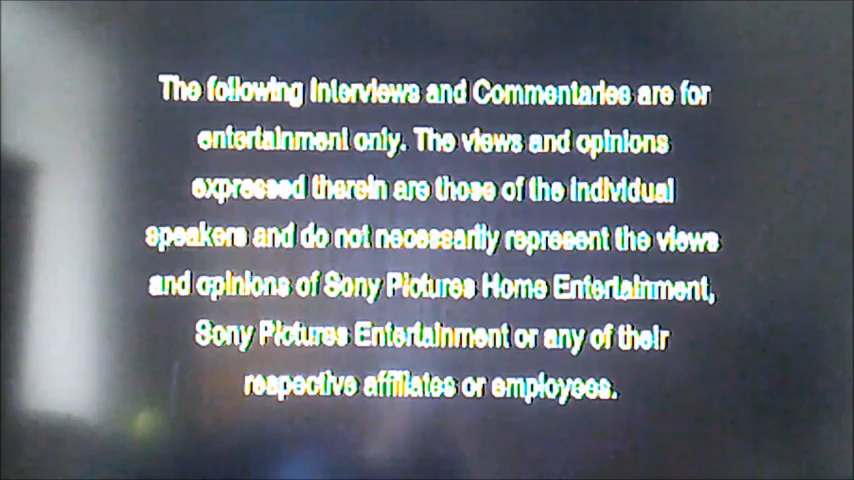 The following Interviews and Commentaries are for
entertainment only. The views and opinions
expressed therein are those of the individual
speakers and do not necessarily represent the views
and opinions of Sony Pictures Home Entertainment,
Sony Pictures Entertainment or any of their
respective affiliates or employees.